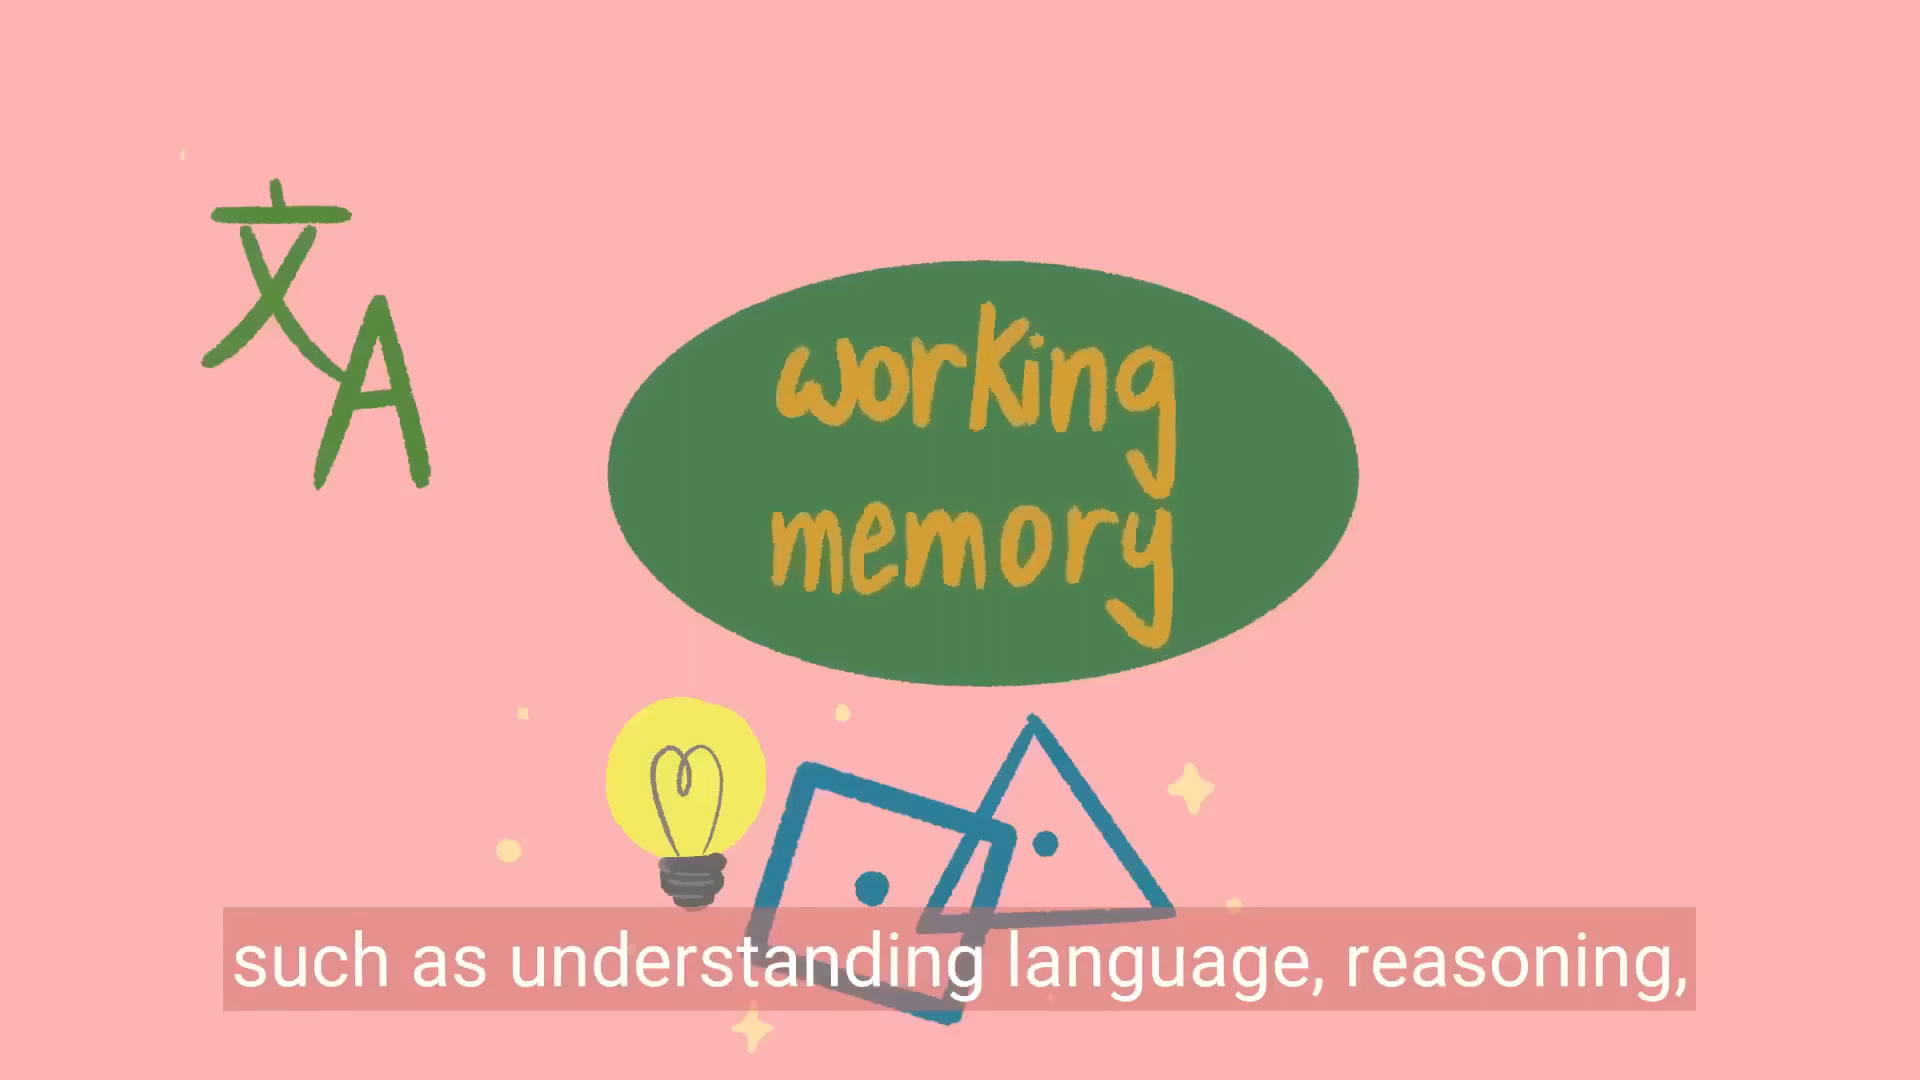 文
A
working
memory
such as understanding language, reasoning,